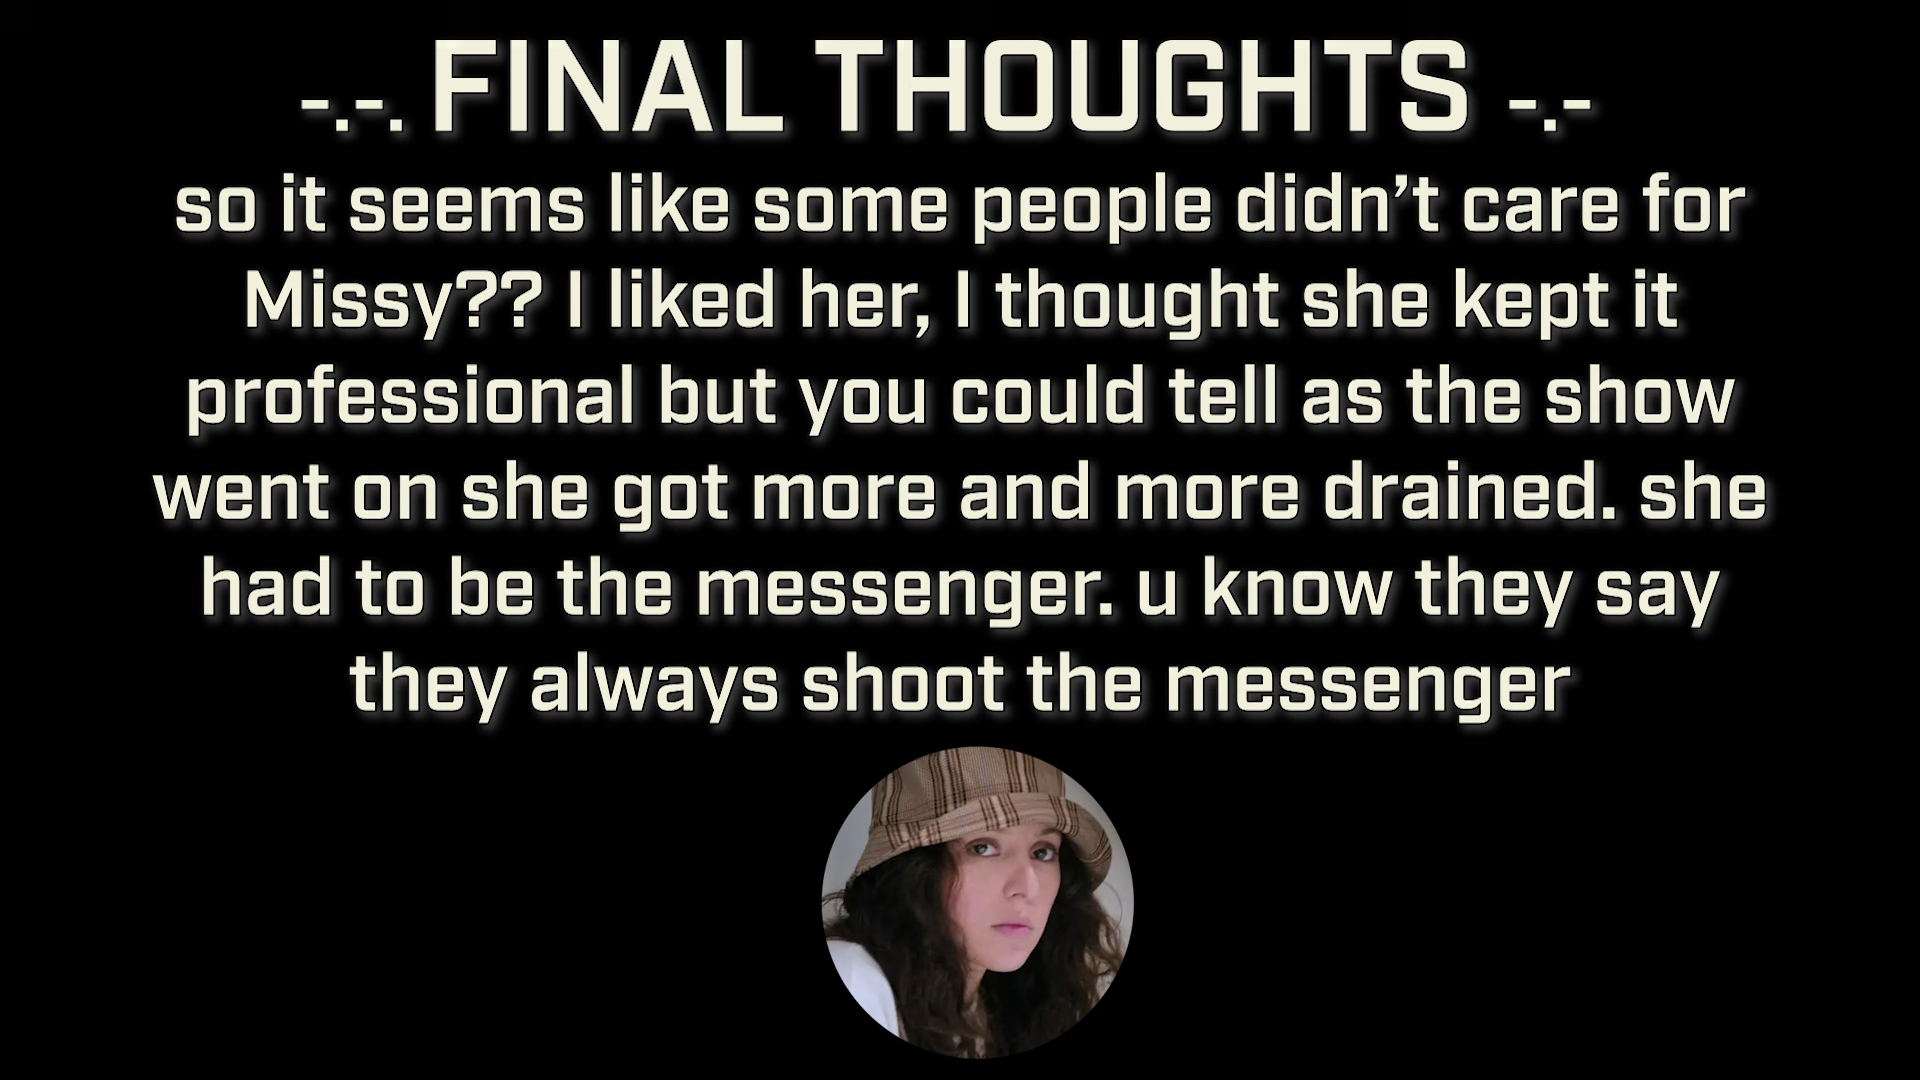 -.-. FINAL THOUGHTS -.-
so it seems like some people didn’t care for
Missy?? I liked her, I thought she kept it
professional but you could tell as the show
went on she got more and more drained. she
had to be the messenger. u know they say
they always shoot the messenger